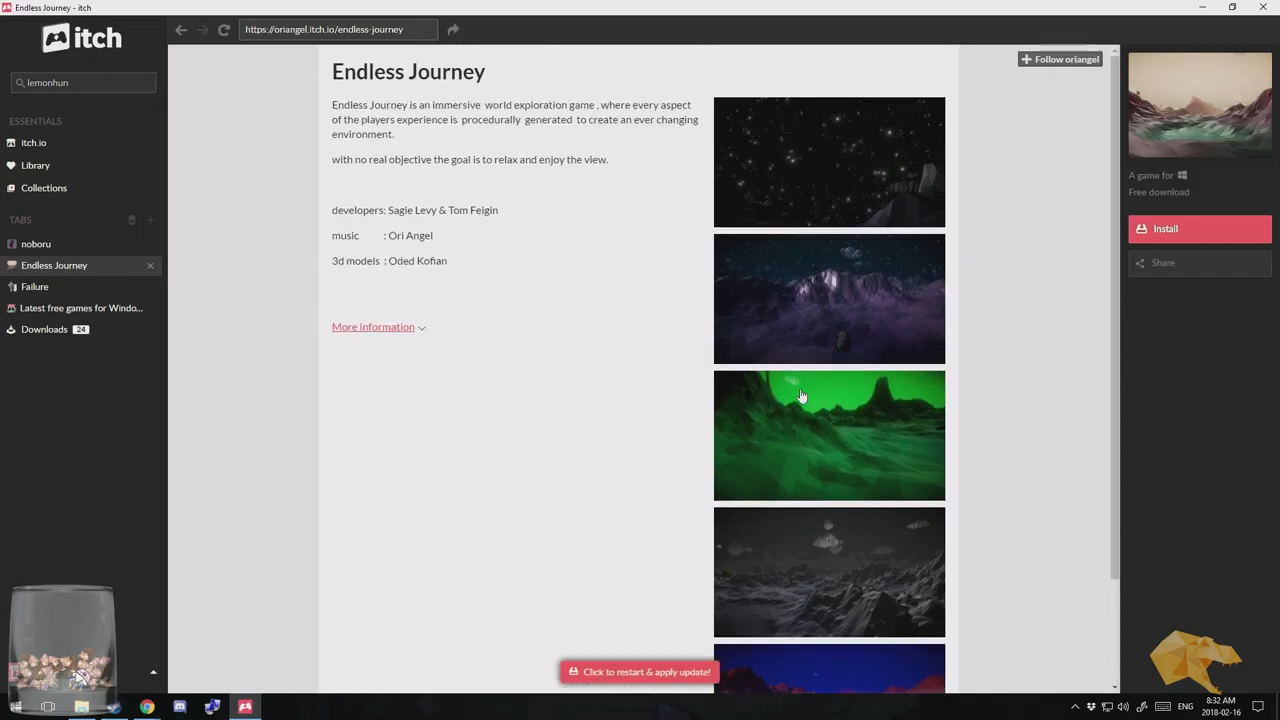 Endless Journey - itch
itch
https://oriangel.itch.io/endless-journey
lemonhun
ESSENTIALS
itch.io
Library
Collections
TABS
noboru
Endless Journey
Failure
Latest free games for Windo...
Downloads 24
Endless Journey
Endless Journey is an immersive world exploration game , where every aspect
of the players experience is procedurally generated to create an ever changing
environment.
with no real objective the goal is to relax and enjoy the view.
developers: Sagie Levy & Tom Feigin
music : Ori Angel
3d models : Oded Kofian
More information
Follow oriangel
A game for
Free download
Install
Share
Click to restart & apply update!
ENG
8:32 AM
2018-02-16